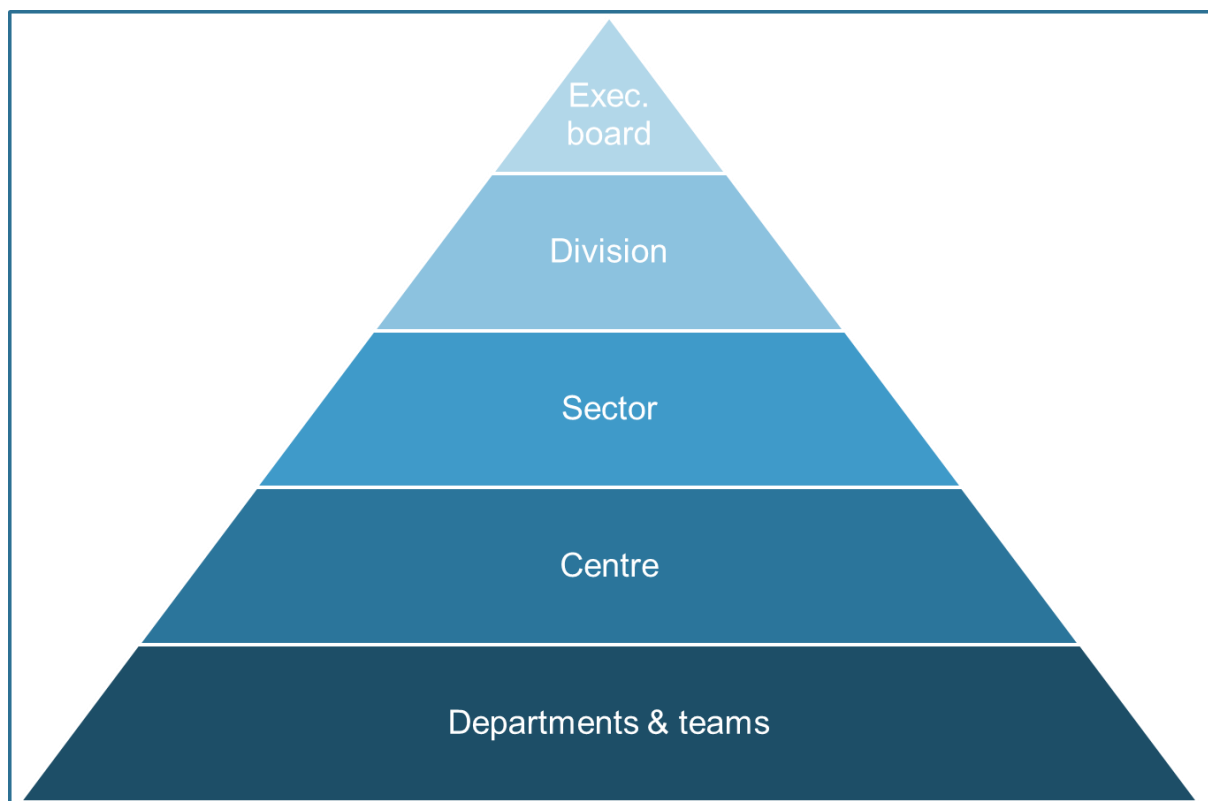 Exec.
board
Division
Sector
Centre
Departments & teams